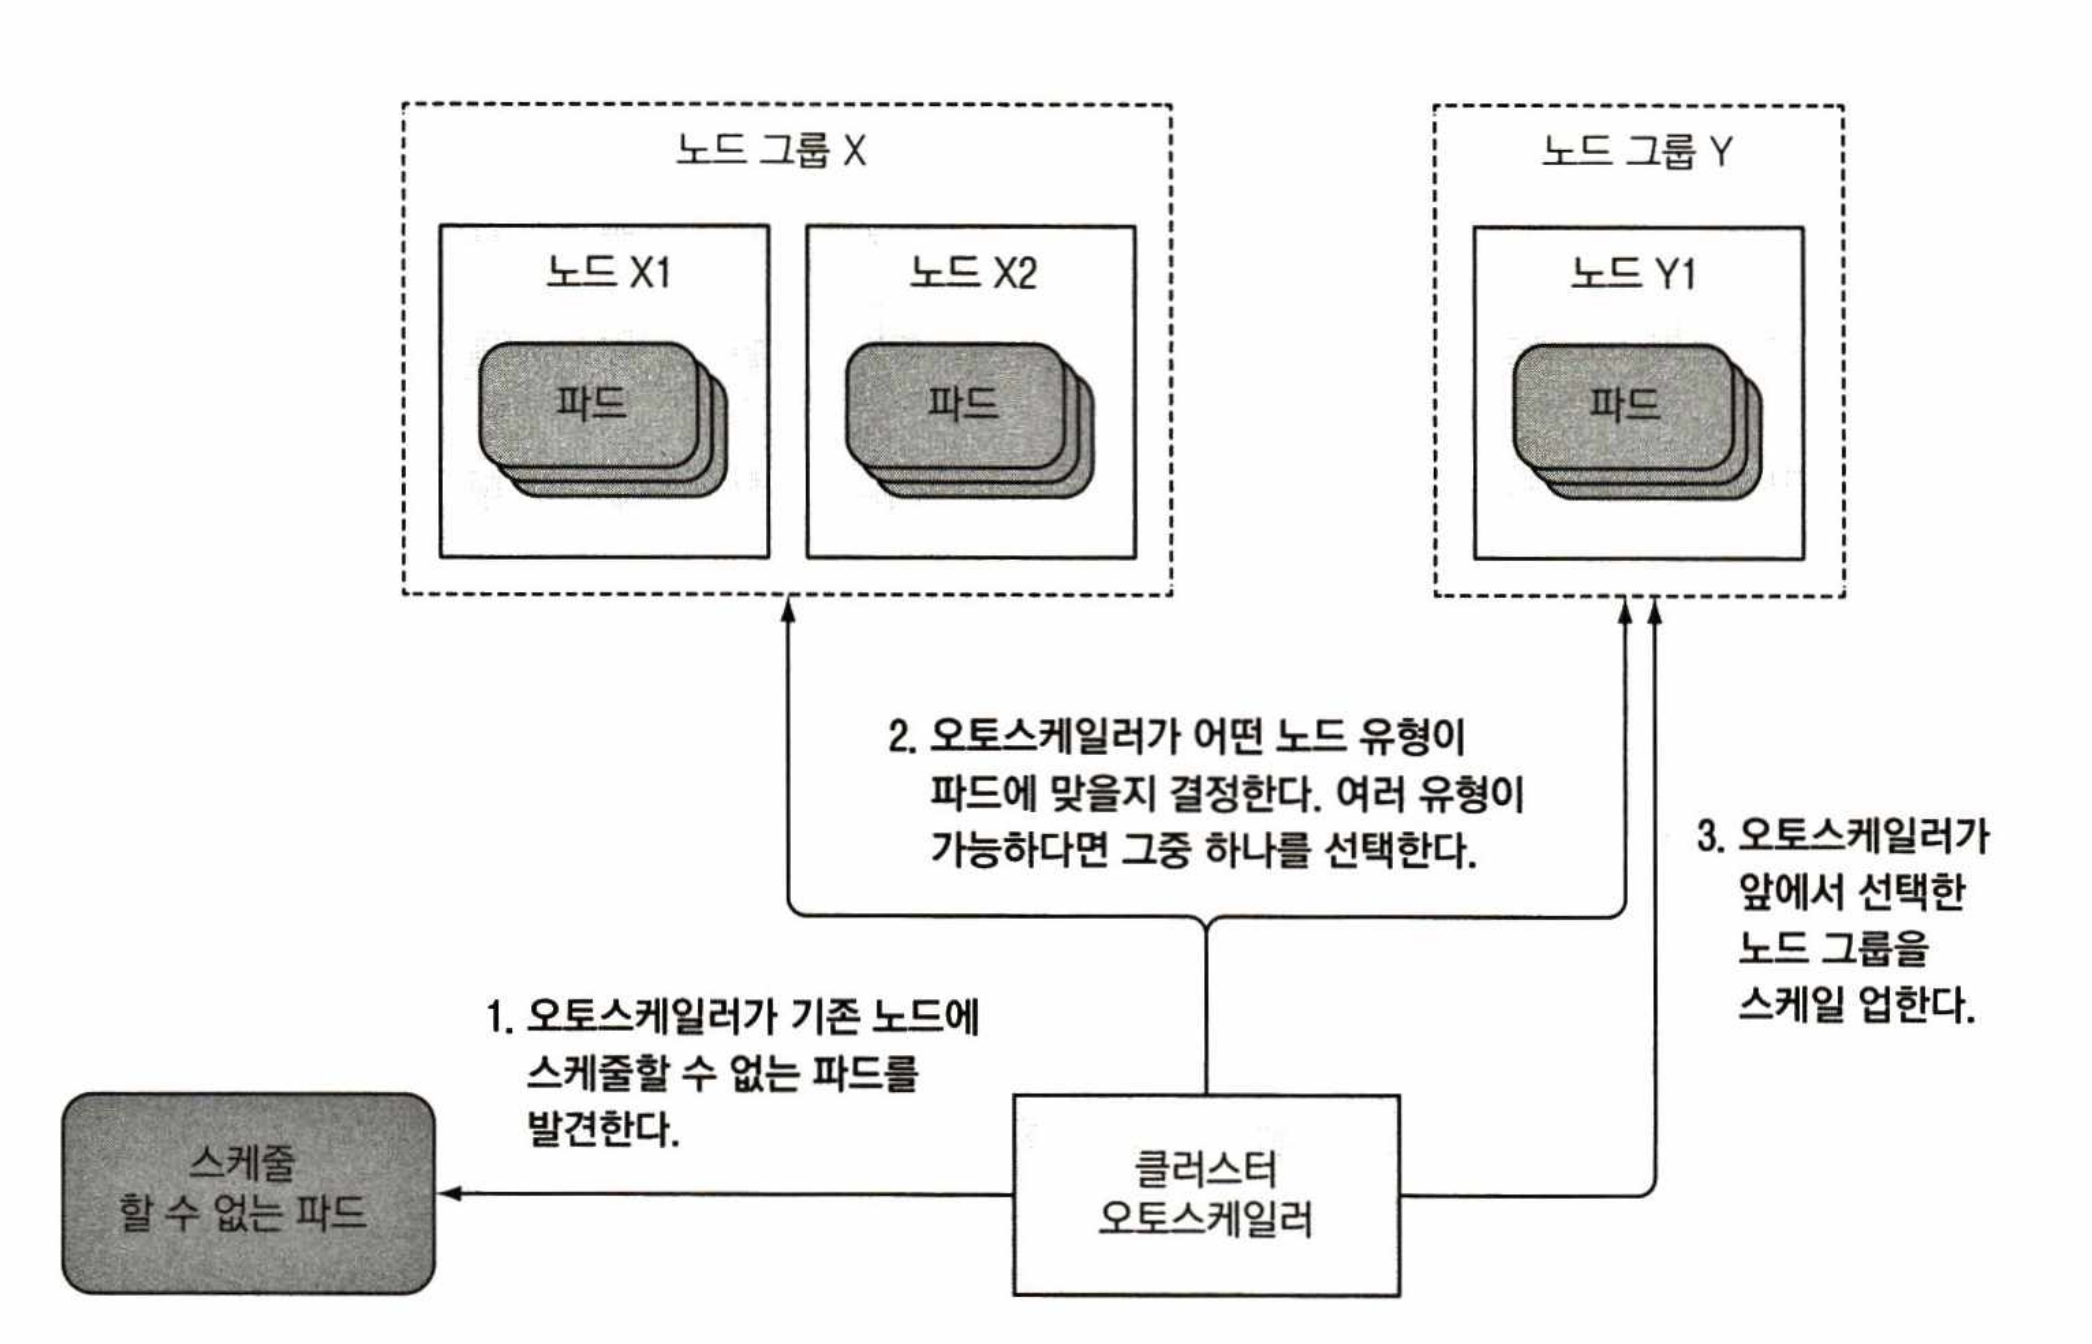 노드 그룹 X
노드 그룹 Y
노드 X1
노드 X2
노드 Y1
파드
파드
파드
2. 오토스케일러가 어떤 노드 유형이
파드에 맞을지 결정한다. 여러 유형이
가능하다면 그중 하나를 선택한다.
3. 오토스케일러가
앞에서 선택한
노드 그룹을
스케일 업한다.
1. 오토스케일러가 기존 노드에
스케줄할 수 없는 파드를
발견한다.
스케줄
할 수 없는 파드
클러스터
오토스케일러